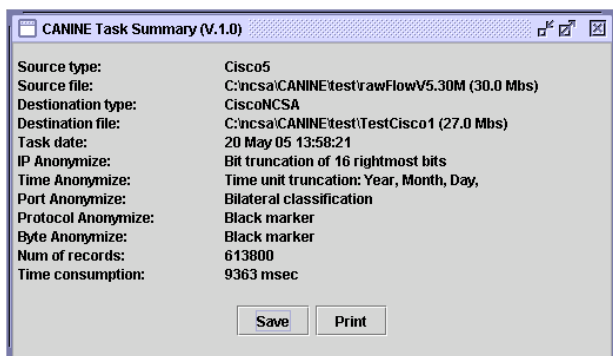 CANINE Task Summary (V.1.0)
Source type: Cisco5
Source file: C:\ncsa\CANINE\test\rawFlowV5.30M (30.0 Mbs)
Destionation type: CiscoNCSA
Destination file: C:\ncsa\CANINE\test\TestCisco1 (27.0 Mbs)
Task date: 20 May 05 13:58:21
IP Anonymize: Bit truncation of 16 rightmost bits
Time Anonymize: Time unit truncation: Year, Month, Day,
Port Anonymize: Bilateral classification
Protocol Anonymize: Black marker
Byte Anonymize: Black marker
Num of records: 613800
Time consumption: 9363 msec
Save Print